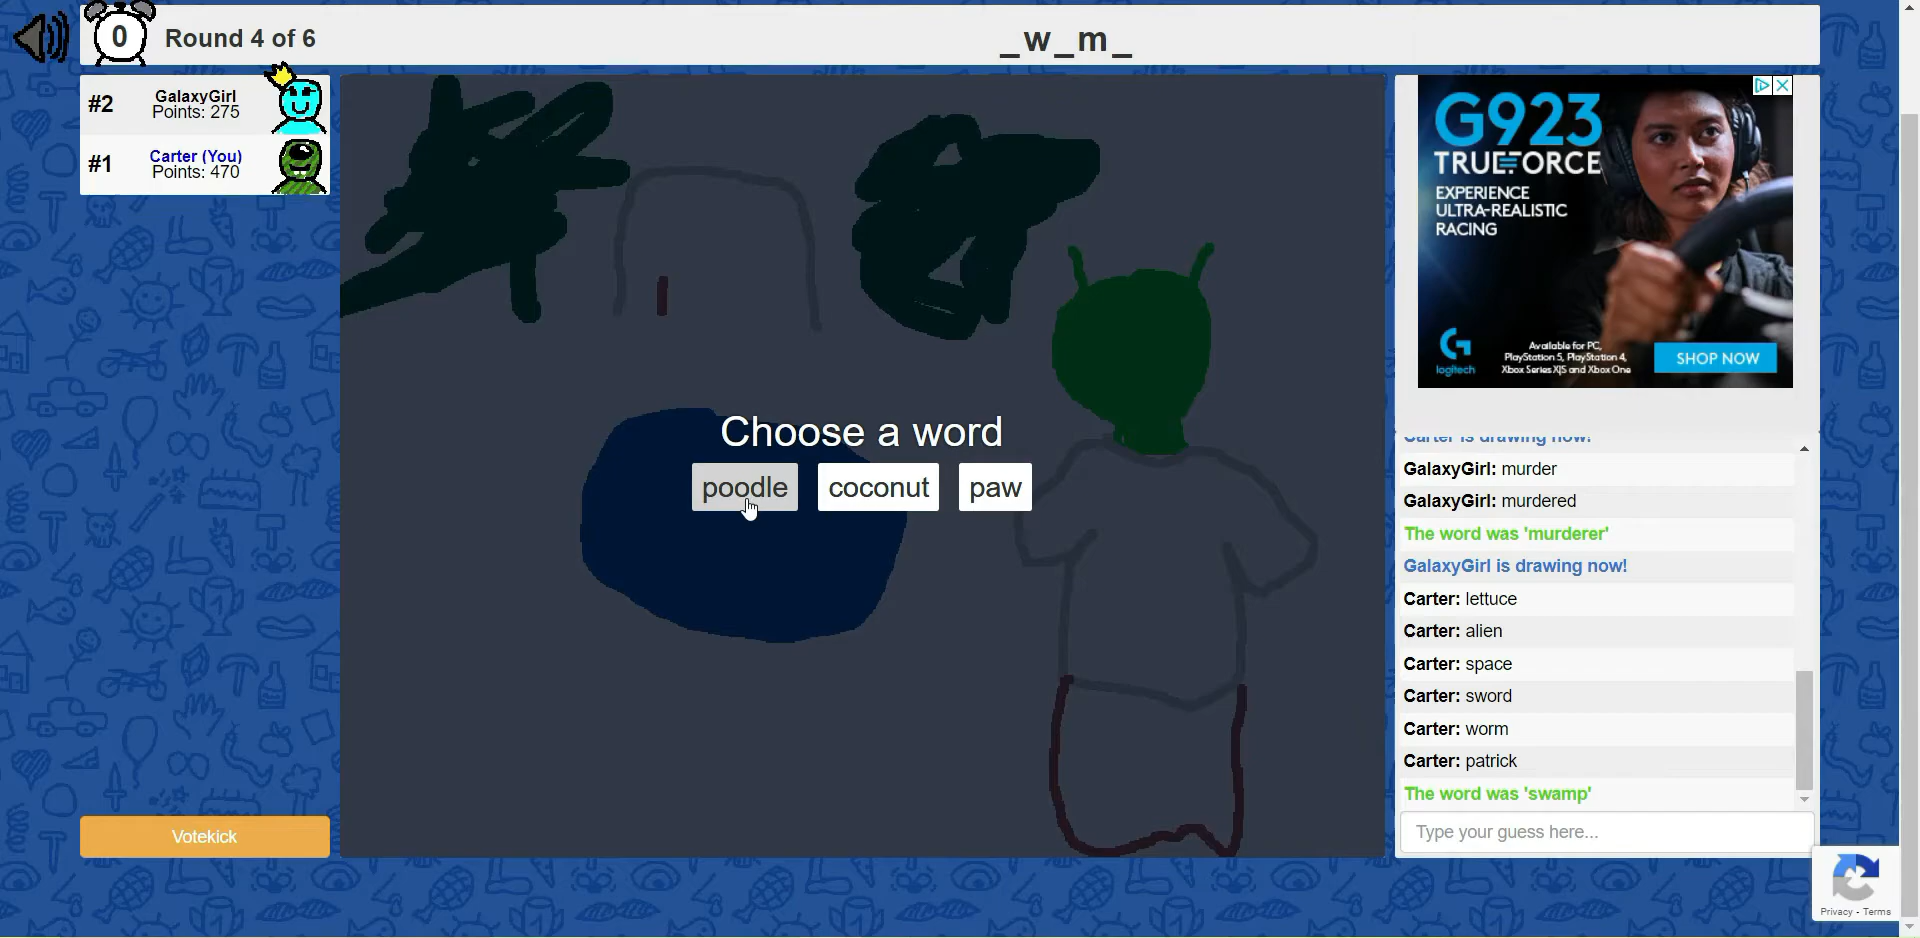 0
Round 4 of 6
_w_m_
#2
GalaxyGirl
Points: 275
#1
Carter (You)
Points: 470
Votekick
Choose a word
poodle
coconut
paw
G923
TRUEFORCE
EXPERIENCE
ULTRA-REALISTIC
RACING
logitech
Available for PC,
PlayStation 5, PlayStation 4,
Xbox Series X|S and Xbox One
SHOP NOW
Carter is drawing now!
GalaxyGirl: murder
GalaxyGirl: murdered
The word was 'murderer'
GalaxyGirl is drawing now!
Carter: lettuce
Carter: alien
Carter: space
Carter: sword
Carter: worm
Carter: patrick
The word was 'swamp'
Type your guess here...
Privacy - Terms